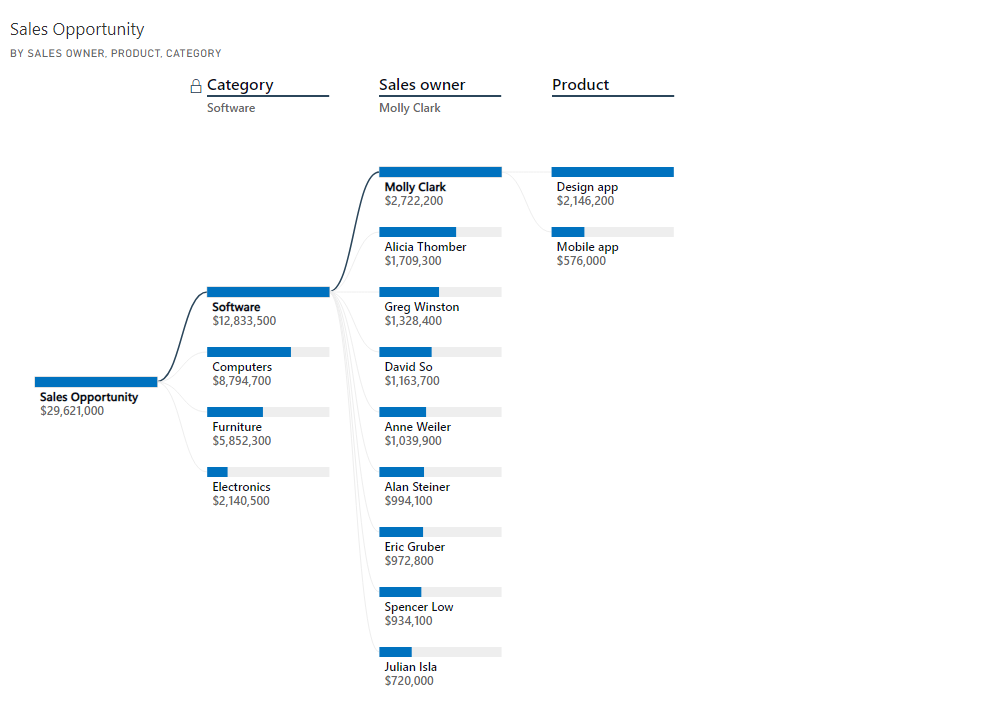 Sales Opportunity
BY SALES OWNER, PRODUCT, CATEGORY
Category
Software
Sales owner
Molly Clark
Product
Sales Opportunity
$29,621,000
Software
$12,833,500
Computers
$8,794,700
Furniture
$5,852,300
Electronics
$2,140,500
Molly Clark
$2,722,200
Alicia Thomber
$1,709,300
Greg Winston
$1,328,400
David So
$1,163,700
Anne Weiler
$1,039,900
Alan Steiner
$994,100
Eric Gruber
$972,800
Spencer Low
$934,100
Julian Isla
$720,000
Design app
$2,146,200
Mobile app
$576,000